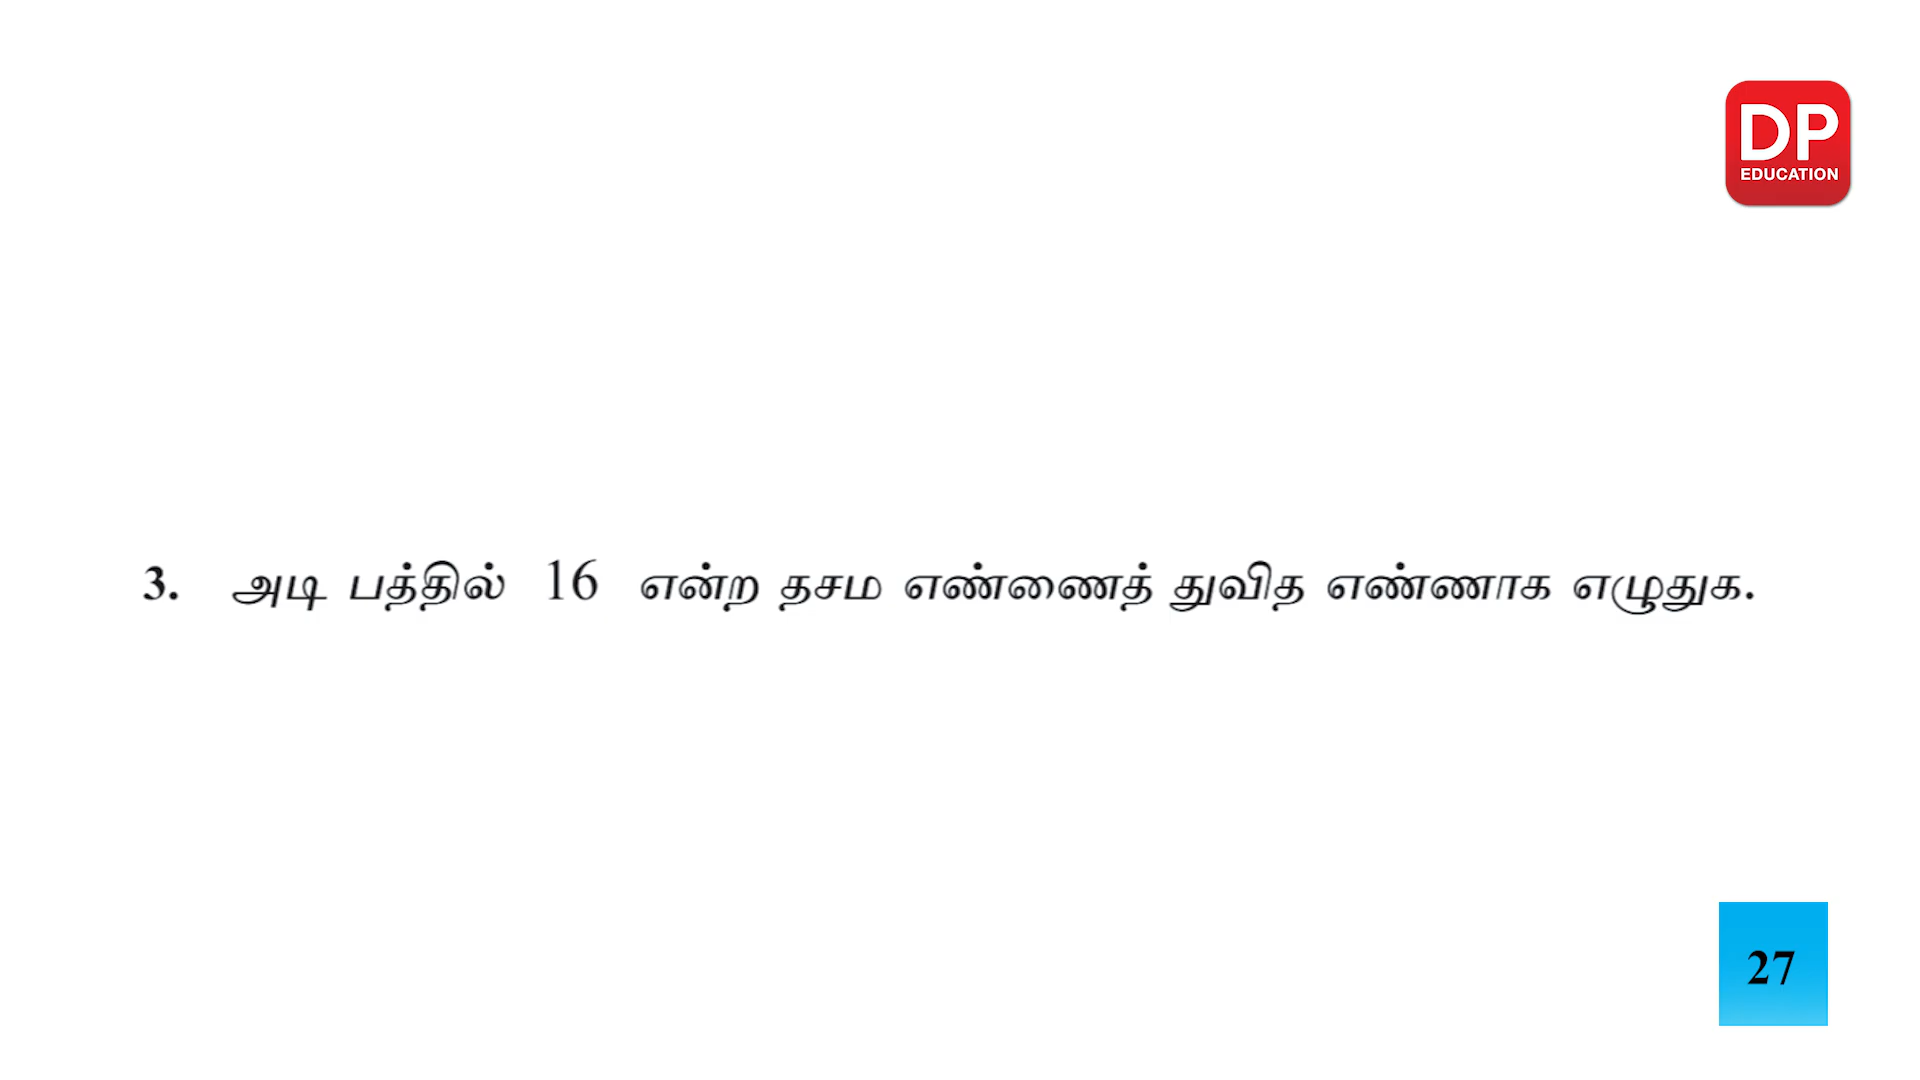 DP
EDUCATION
3. அடி பத்தில் 16 என்ற தசம எண்ணைத் துவித எண்ணாக எழுதுக.
27